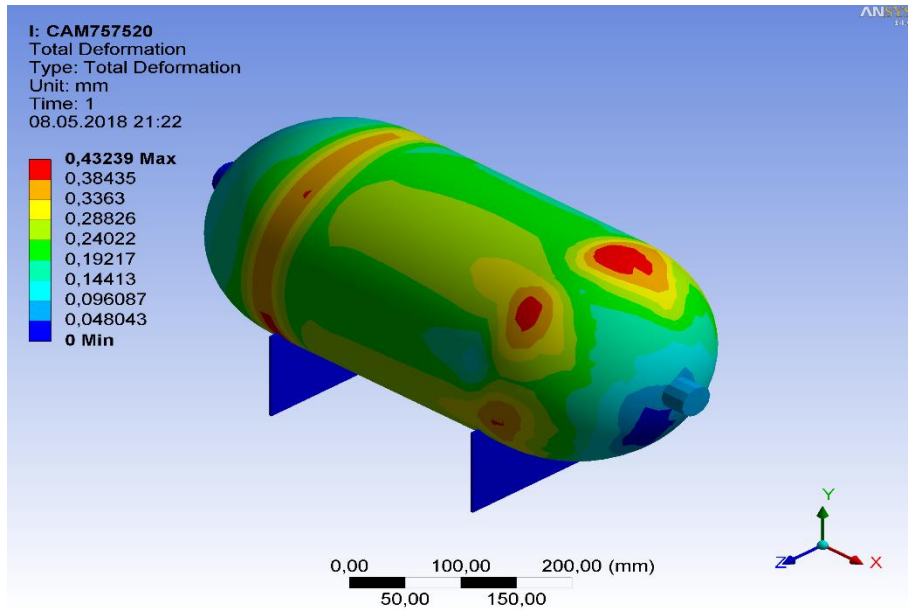 ANSYS
I: CAM757520
Total Deformation
Type: Total Deformation
Unit: mm
Time: 1
08.05.2018 21:22
0,43239 Max
0,38435
0,3363
0,28826
0,24022
0,19217
0,14413
0,096087
0,048043
0 Min
Y
Z
X
0,00 100,00 200,00 (mm)
50,00 150,00